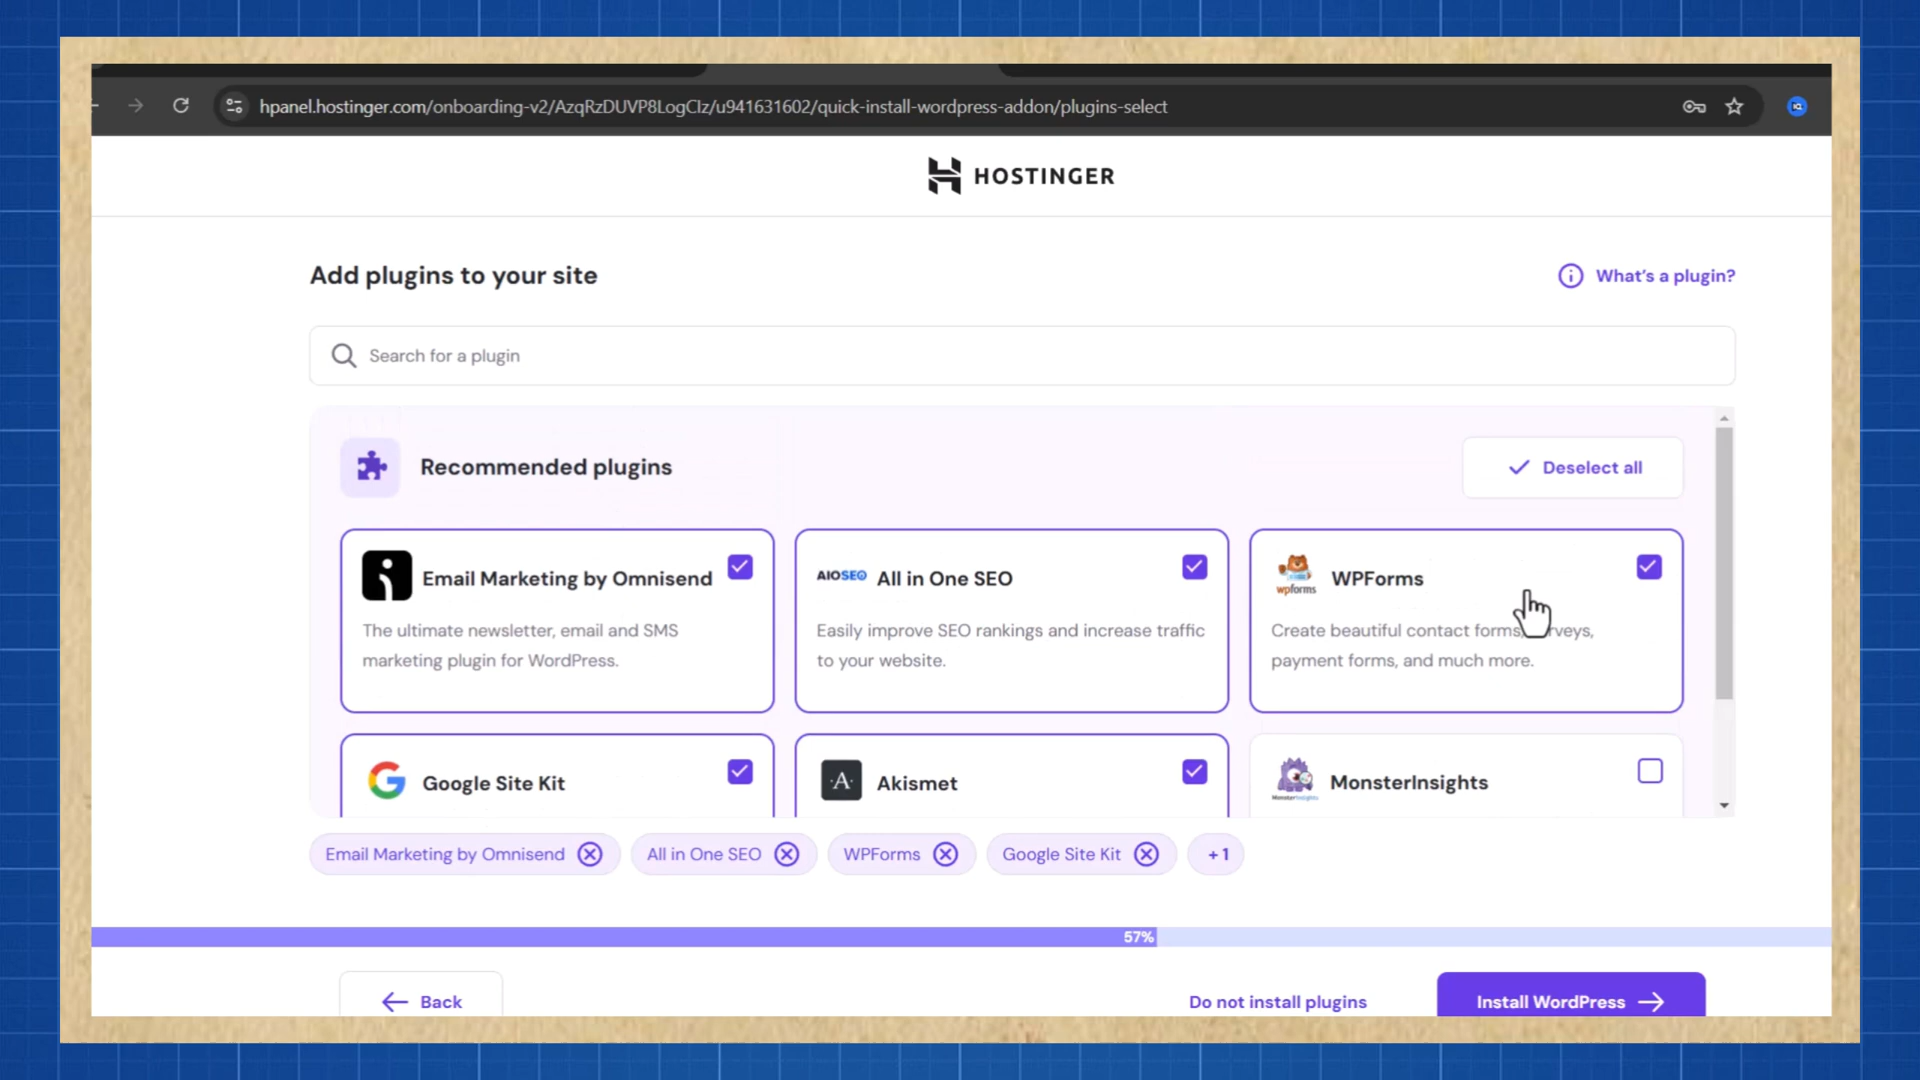 hpanel.hostinger.com/onboarding-v2/AzqRzDUVP8LogCIz/u941631602/quick-install-wordpress-addon/plugins-select
HOSTINGER
Add plugins to your site
What's a plugin?
Search for a plugin
Recommended plugins
Deselect all
Email Marketing by Omnisend
The ultimate newsletter, email and SMS
marketing plugin for WordPress.
AIOSEO All in One SEO
Easily improve SEO rankings and increase traffic
to your website.
wpforms
WPForms
Create beautiful contact forms,
payment forms, and much more.
Google Site Kit
·A· Akismet
MonsterInsights
MonsterInsights
Email Marketing by Omnisend
All in One SEO
WPForms
Google Site Kit
+1
57%
Back
Do not install plugins
Install WordPress